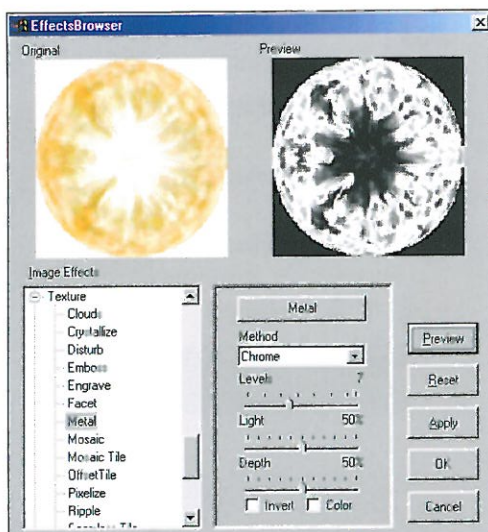 EffectsBrowser
Original
Preview
Image Effects
Texture
Clouds
Crystallize
Disturb
Emboss
Engrave
Facet
Metal
Mosaic
Mosaic Tile
OffsetTile
Pixelize
Ripple
Metal
Method
Chrome
Levels 7
Light 50%
Depth 50%
Invert Color
Preview
Reset
Apply
OK
Cancel